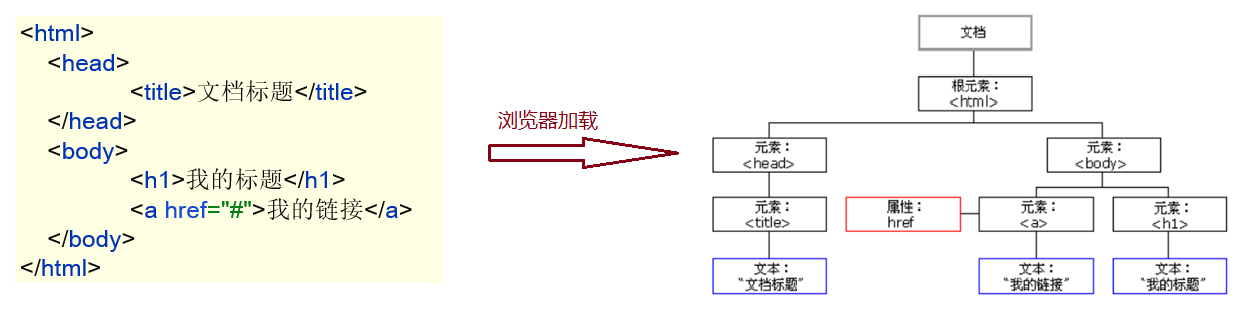 <html>
<head>
<title>文档标题</title>
</head>
<body>
<h1>我的标题</h1>
<a href="#">我的链接</a>
</body>
</html>
浏览器加载
文档
根元素：
<html>
元素：
<head>
元素：
<body>
元素：
<title>
属性：
href
元素：
<a>
元素：
<h1>
文本：
“文档标题”
文本：
“我的链接”
文本：
“我的标题”